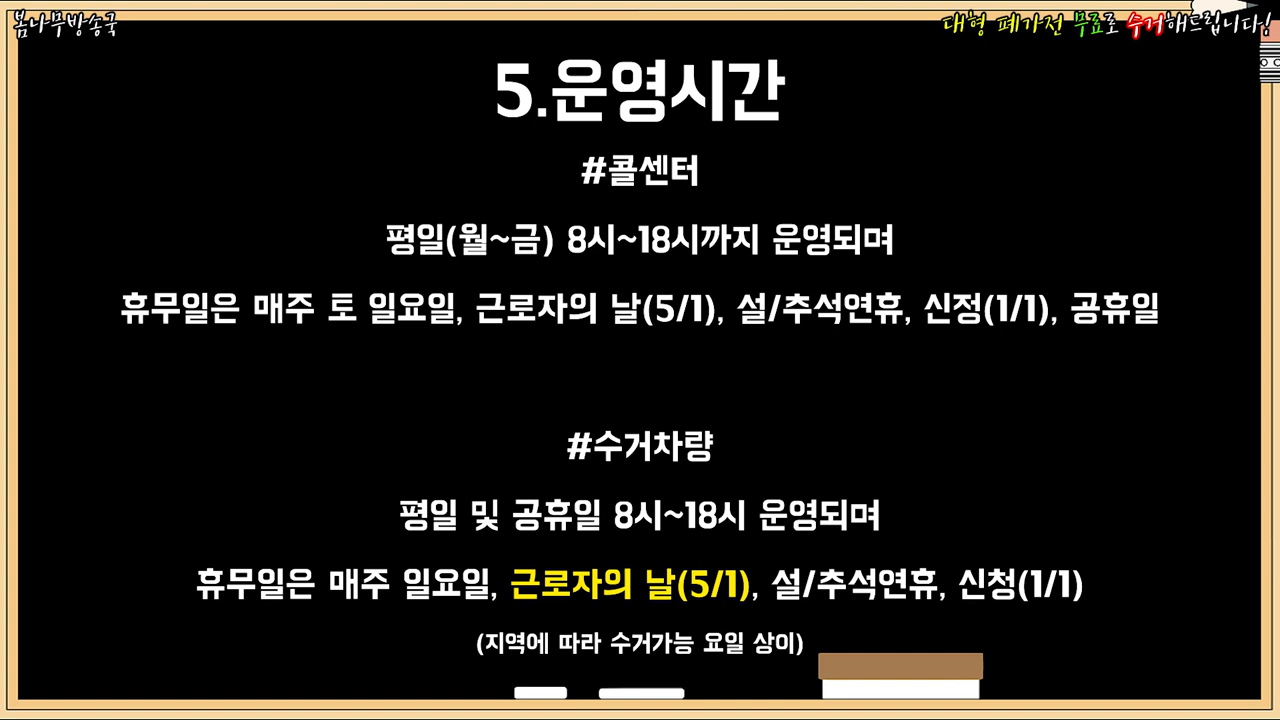 봄나무방송국
대형 폐가전 무료로 수거해드립니다!
5.운영시간
#콜센터
평일(월~금) 8시~18시까지 운영되며
휴무일은 매주 토 일요일, 근로자의 날(5/1), 설/추석연휴, 신정(1/1), 공휴일
#수거차량
평일 및 공휴일 8시~18시 운영되며
휴무일은 매주 일요일, 근로자의 날(5/1), 설/추석연휴, 신청(1/1)
(지역에 따라 수거가능 요일 상이)